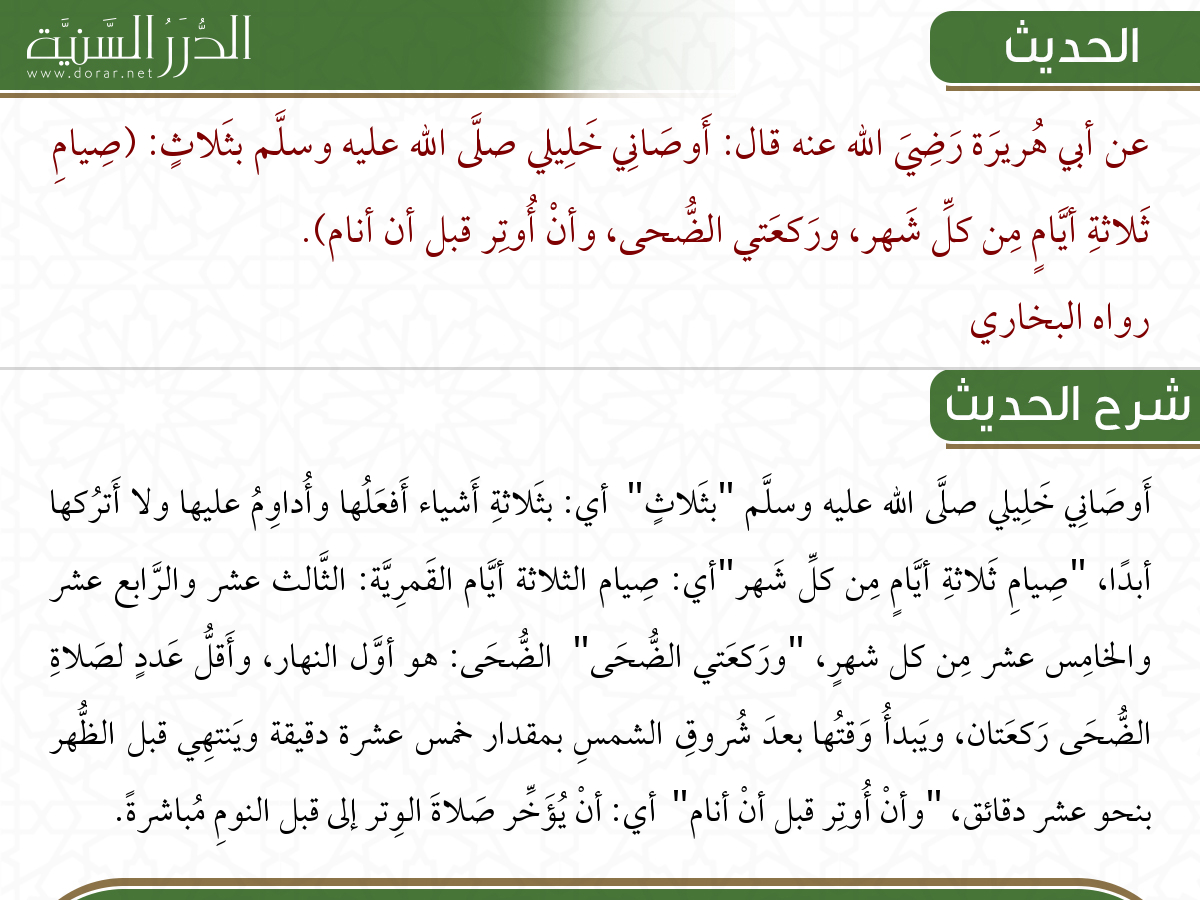 الحديث
الدُّرَرُ السَّنِيَّة
www.dorar.net
عن أبي هُريرَة رَضِيَ الله عنه قال: أَوصَانِي خَلِيلِي صلَّى الله عليه وسلَّم بثَلاثٍ: (صِيامِ
ثَلاثةِ أيَّامٍ مِن كلِّ شَهر، ورَكعَتي الضُّحى، وأنْ أُوتِر قبل أن أنام).
رواه البخاري
شرح الحديث
أَوصَانِي خَلِيلِي صلَّى الله عليه وسلَّم "بثَلاثٍ" أي: بثَلاثةِ أَشياء أَفعَلُها وأُداوِمُ عليها ولا أَترُكها
أبدًا، "صِيامِ ثَلاثةِ أيَّامٍ مِن كلِّ شَهر"أي: صِيام الثلاثة أيَّام القَمرِيَّة: الثَّالث عشر والرَّابع عشر
والخامِس عشر مِن كل شهرٍ، "ورَكعَتي الضُّحَى" الضُّحَى: هو أوَّل النهار، وأَقلُّ عَددٍ لصَلاةِ
الضُّحَى رَكعَتان، ويَبدأُ وَقتُها بعدَ شُروقِ الشمسِ بمقدار خمس عشرة دقيقة ويَنتهِي قبل الظُّهر
بنحو عشر دقائق، "وأنْ أُوتِر قبل أنْ أنام" أي: أنْ يُؤَخِّر صَلاةَ الوِتر إلى قبل النومِ مُباشرةً.